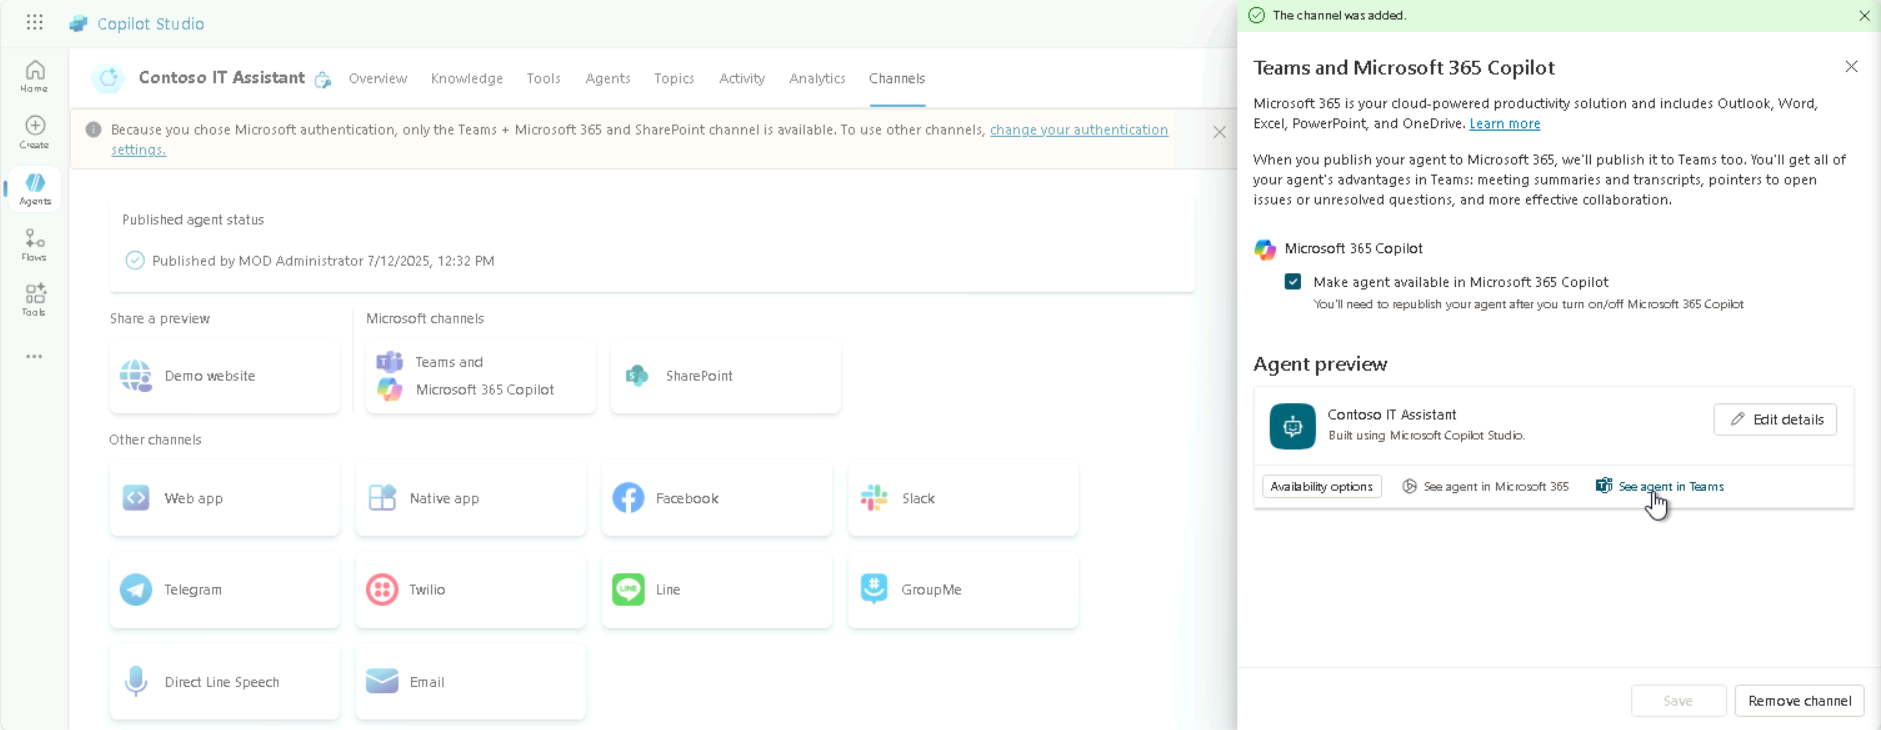 Copilot Studio
Home
Create
Agents
Flows
Tools
Contoso IT Assistant
Overview
Knowledge
Tools
Agents
Topics
Activity
Analytics
Channels
Because you chose Microsoft authentication, only the Teams + Microsoft 365 and SharePoint channel is available. To use other channels, change your authentication
settings.
Published agent status
Published by MOD Administrator 7/12/2025, 12:32 PM
Share a preview
Microsoft channels
Demo website
Teams and
Microsoft 365 Copilot
SharePoint
Other channels
Web app
Native app
Facebook
Slack
Telegram
Twilio
Line
GroupMe
Direct Line Speech
Email
The channel was added.
Teams and Microsoft 365 Copilot
Microsoft 365 is your cloud-powered productivity solution and includes Outlook, Word,
Excel, PowerPoint, and OneDrive. Learn more
When you publish your agent to Microsoft 365, we'll publish it to Teams too. You'll get all of
your agent's advantages in Teams: meeting summaries and transcripts, pointers to open
issues or unresolved questions, and more effective collaboration.
Microsoft 365 Copilot
Make agent available in Microsoft 365 Copilot
You'll need to republish your agent after you turn on/off Microsoft 365 Copilot
Agent preview
Contoso IT Assistant
Built using Microsoft Copilot Studio.
Edit details
Availability options
See agent in Microsoft 365
See agent in Teams
Save
Remove channel